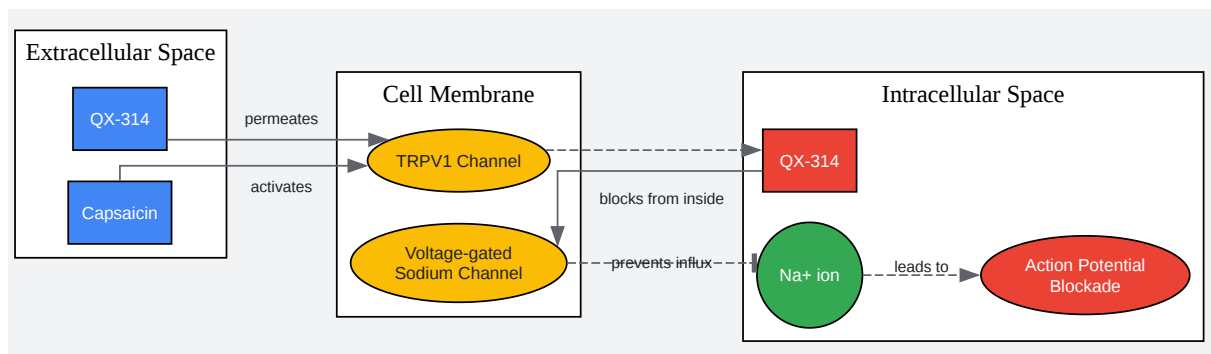 Extracellular Space
QX-314
Capsaicin
permeates
activates
Cell Membrane
TRPV1 Channel
Voltage-gated
Sodium Channel
blocks from inside
prevents influx
Intracellular Space
QX-314
Na+ ion
leads to
Action Potential
Blockade